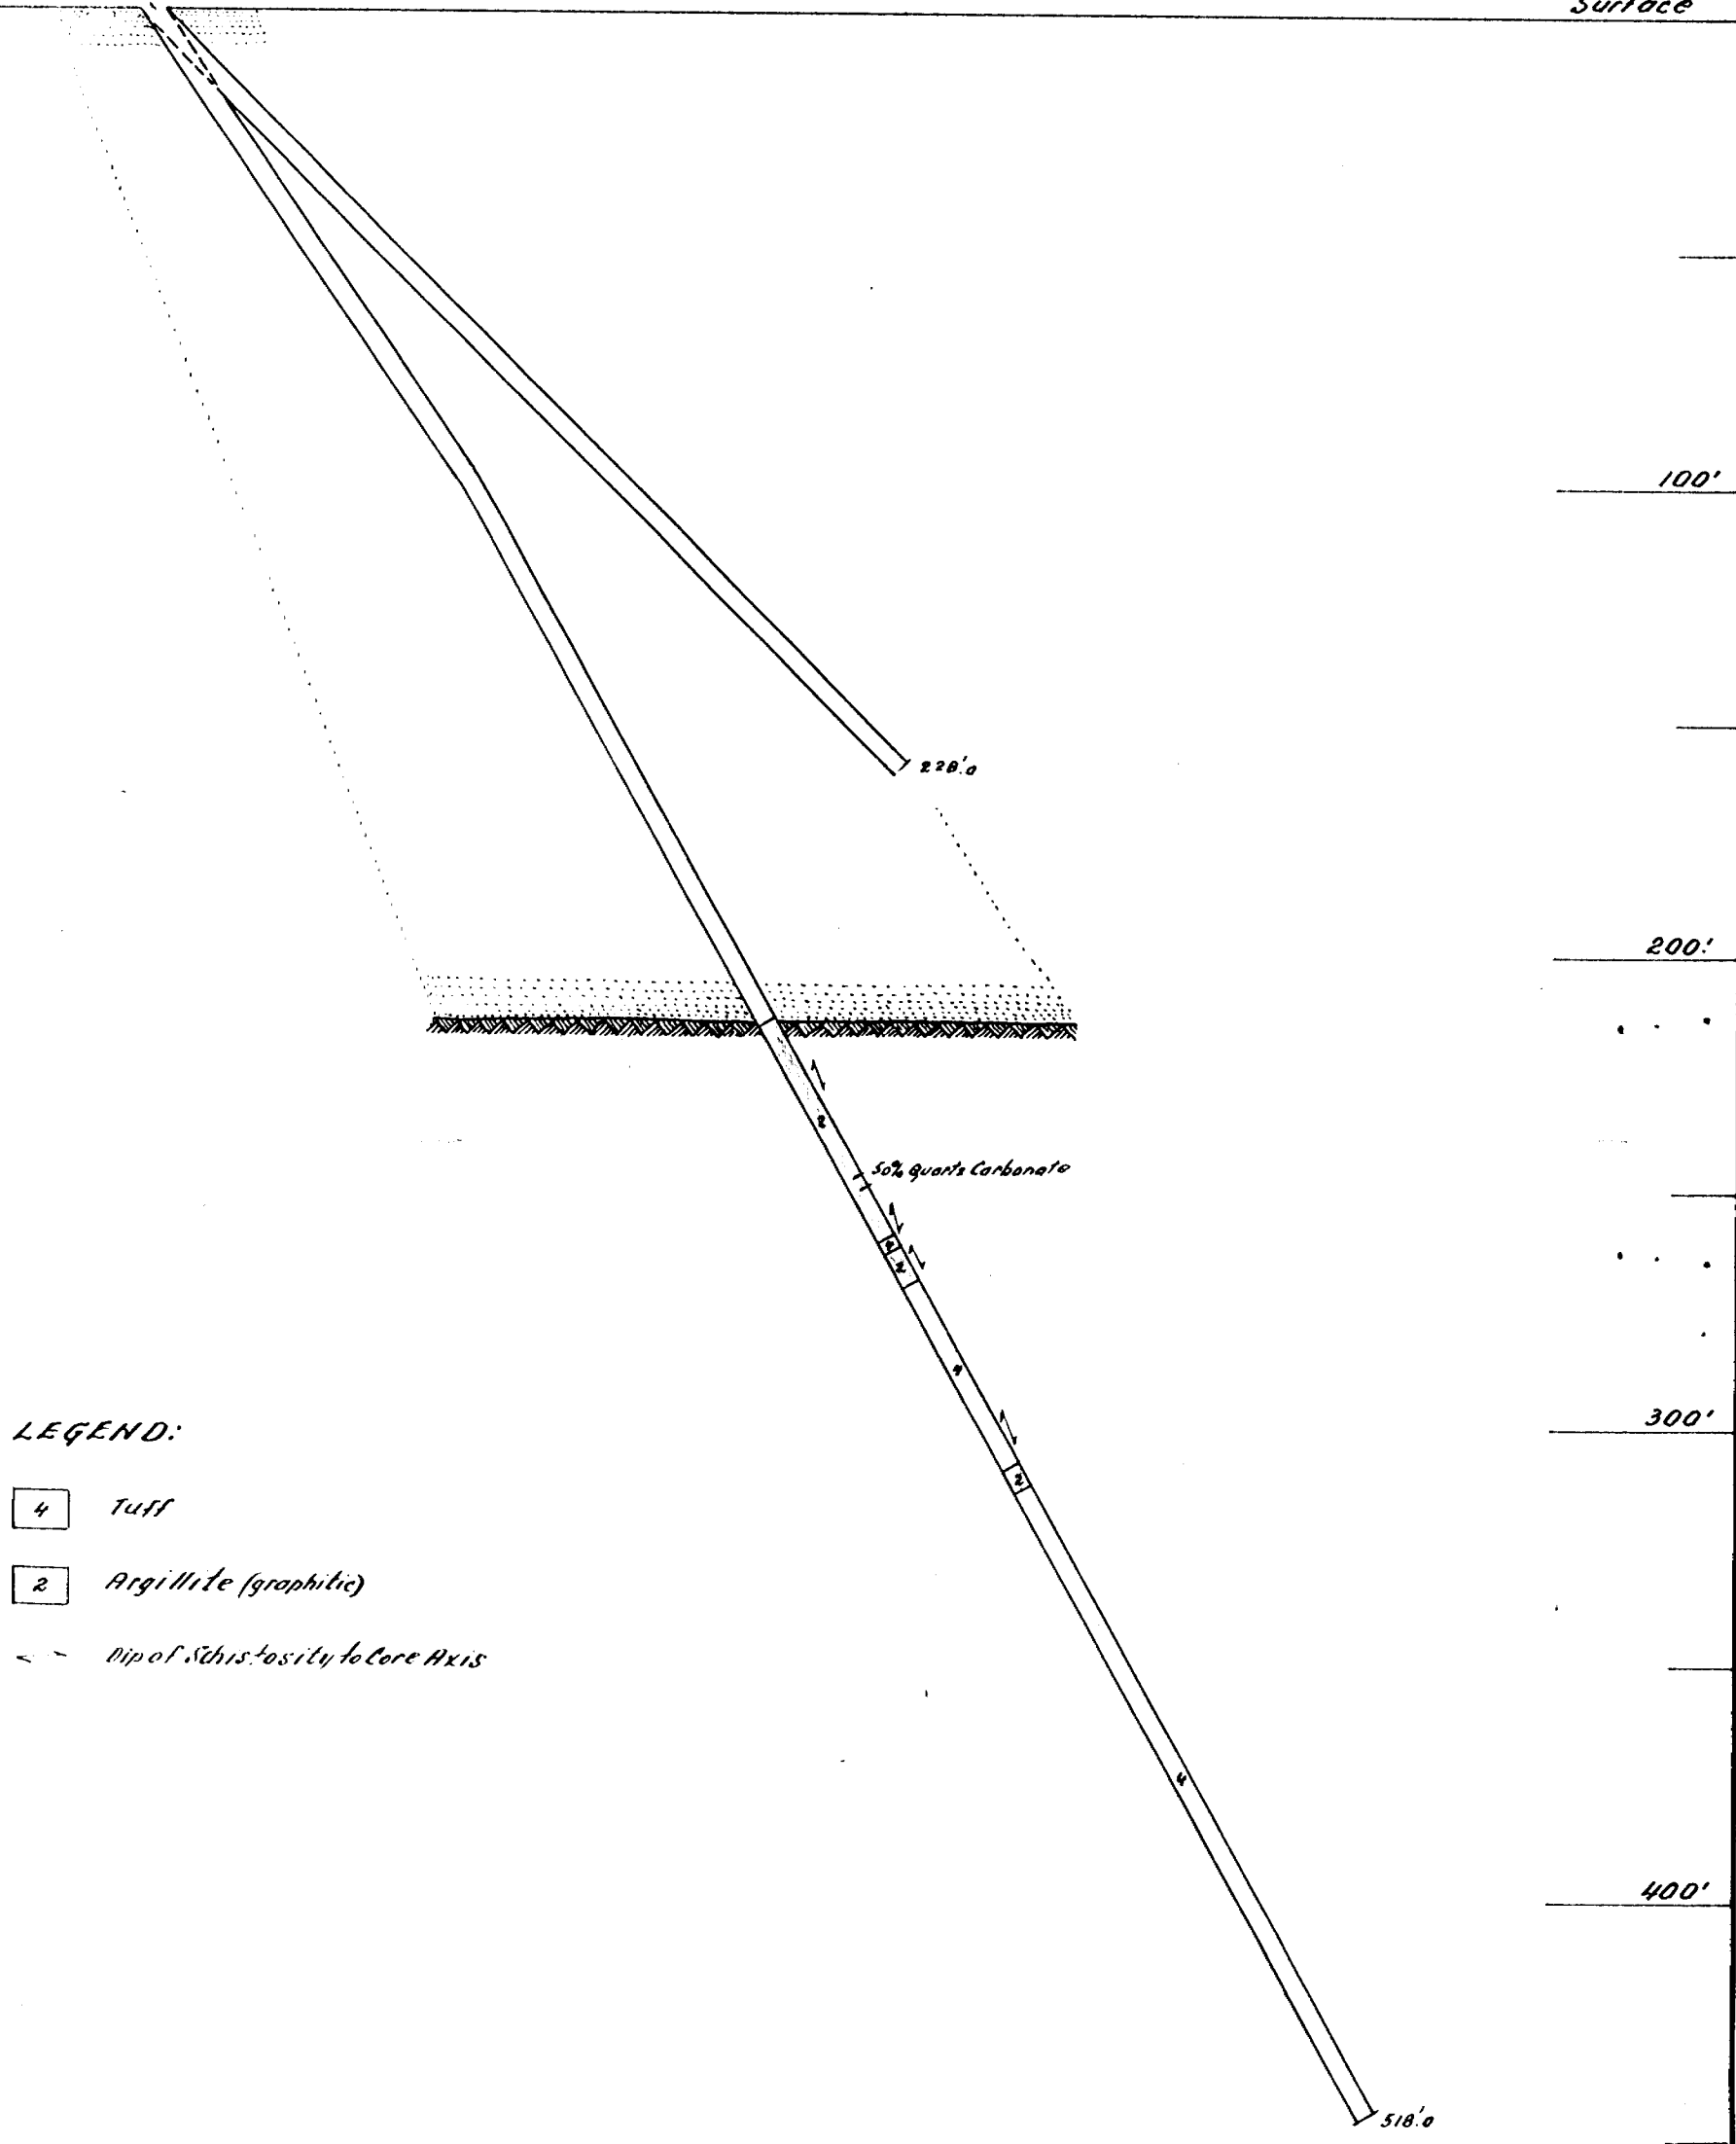 Surface
100'
228'.0
200'
2
50% Quartz Carbonate
4
2
4
300'
2
LEGEND:
4 Tuff
2 Argillite (graphitic)
Dip of Schistosity to Core Axis
4
400'
518'.0